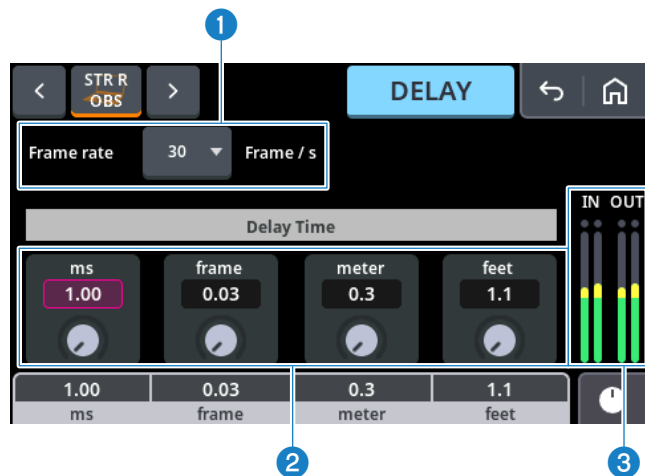 1
STR R
OBS
DELAY
Frame rate
30
Frame / s
IN OUT
Delay Time
ms
frame
meter
feet
1.00
0.03
0.3
1.1
1.00
0.03
0.3
1.1
ms
frame
meter
feet
2
3